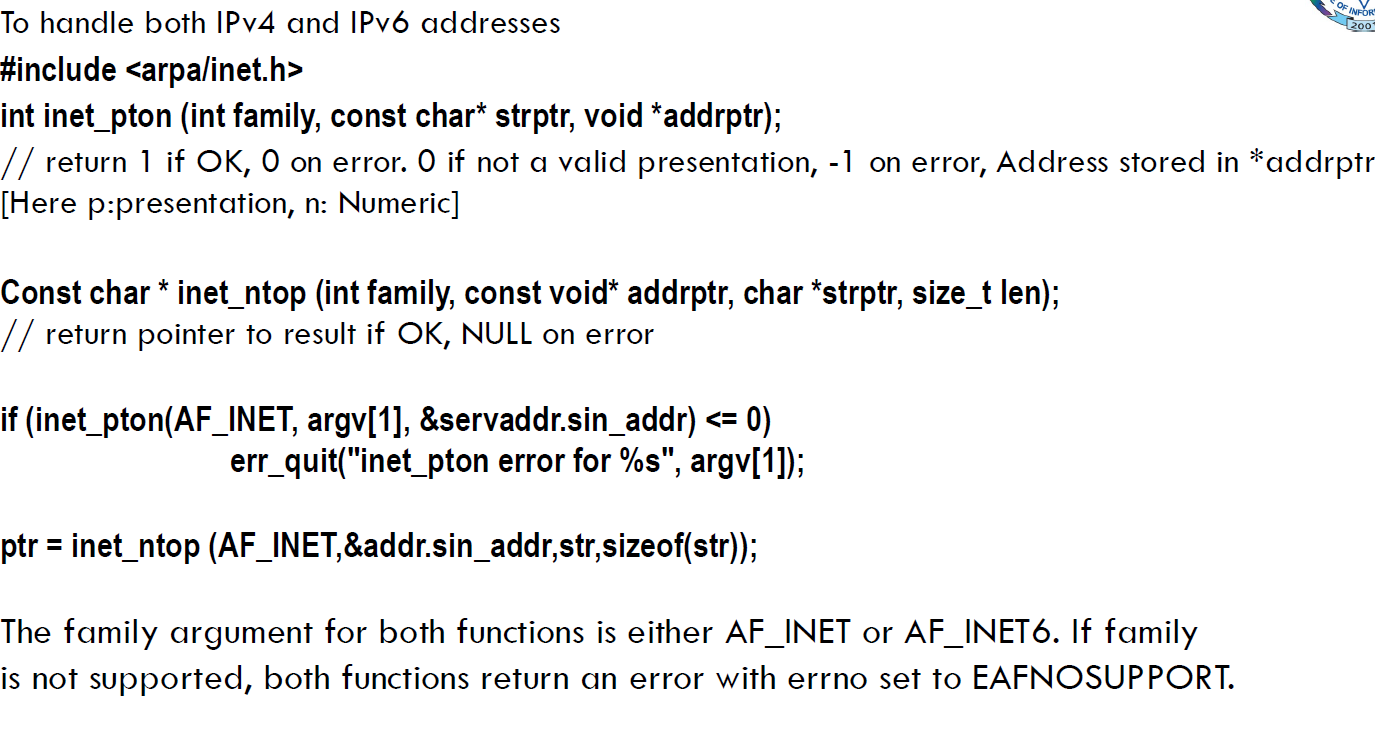 To handle both IPv4 and IPv6 addresses
#include <arpa/inet.h>
int inet_pton (int family, const char* strptr, void *addrptr);
// return 1 if OK, 0 on error. 0 if not a valid presentation, -1 on error, Address stored in *addrptr
[Here p:presentation, n: Numeric]
Const char * inet_ntop (int family, const void* addrptr, char *strptr, size_t len);
// return pointer to result if OK, NULL on error
if (inet_pton(AF_INET, argv[1], &servaddr.sin_addr) <= 0)
err_quit("inet_pton error for %s", argv[1]);
ptr = inet_ntop (AF_INET,&addr.sin_addr,str,sizeof(str));
The family argument for both functions is either AF_INET or AF_INET6. If family
is not supported, both functions return an error with errno set to EAFNOSUPPORT.